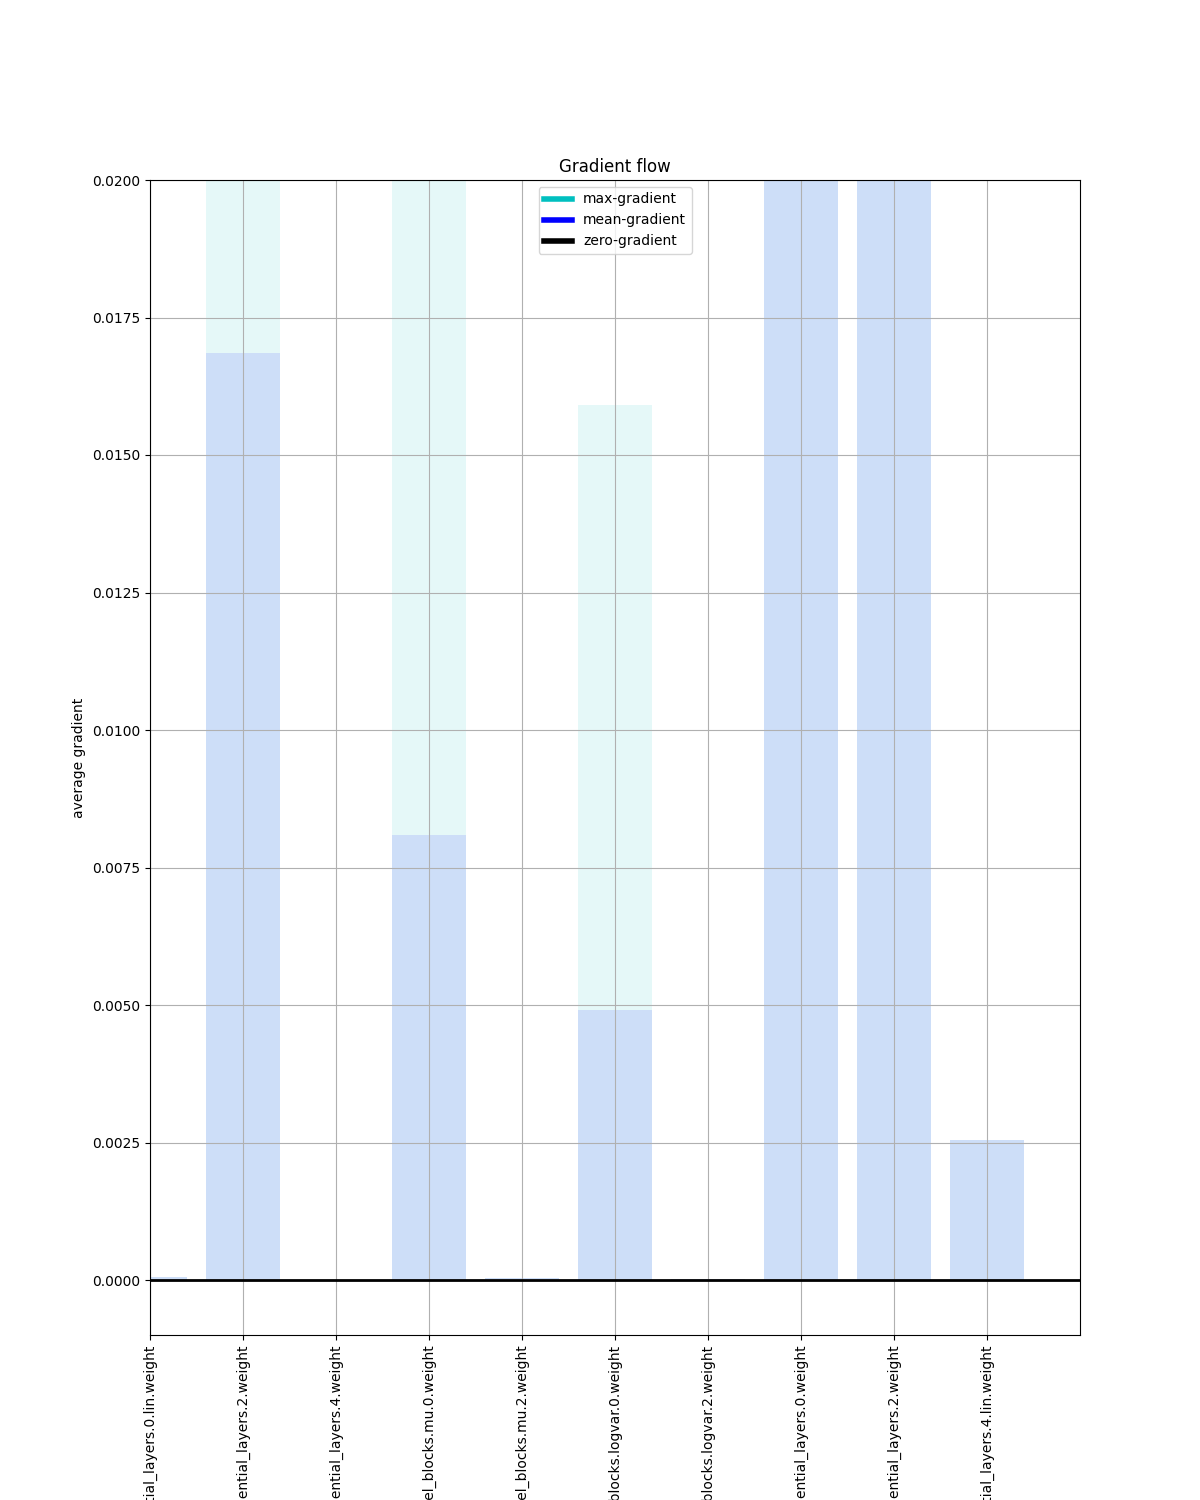 Gradient flow
max-gradient
mean-gradient
zero-gradient
0.0200
0.0175
0.0150
0.0125
0.0100
0.0075
0.0050
0.0025
0.0000
average gradient
tial_layers.0.lin.weight
ential_layers.2.weight
ential_layers.4.weight
el_blocks.mu.0.weight
el_blocks.mu.2.weight
blocks.logvar.0.weight
blocks.logvar.2.weight
ential_layers.0.weight
ential_layers.2.weight
tial_layers.4.lin.weight